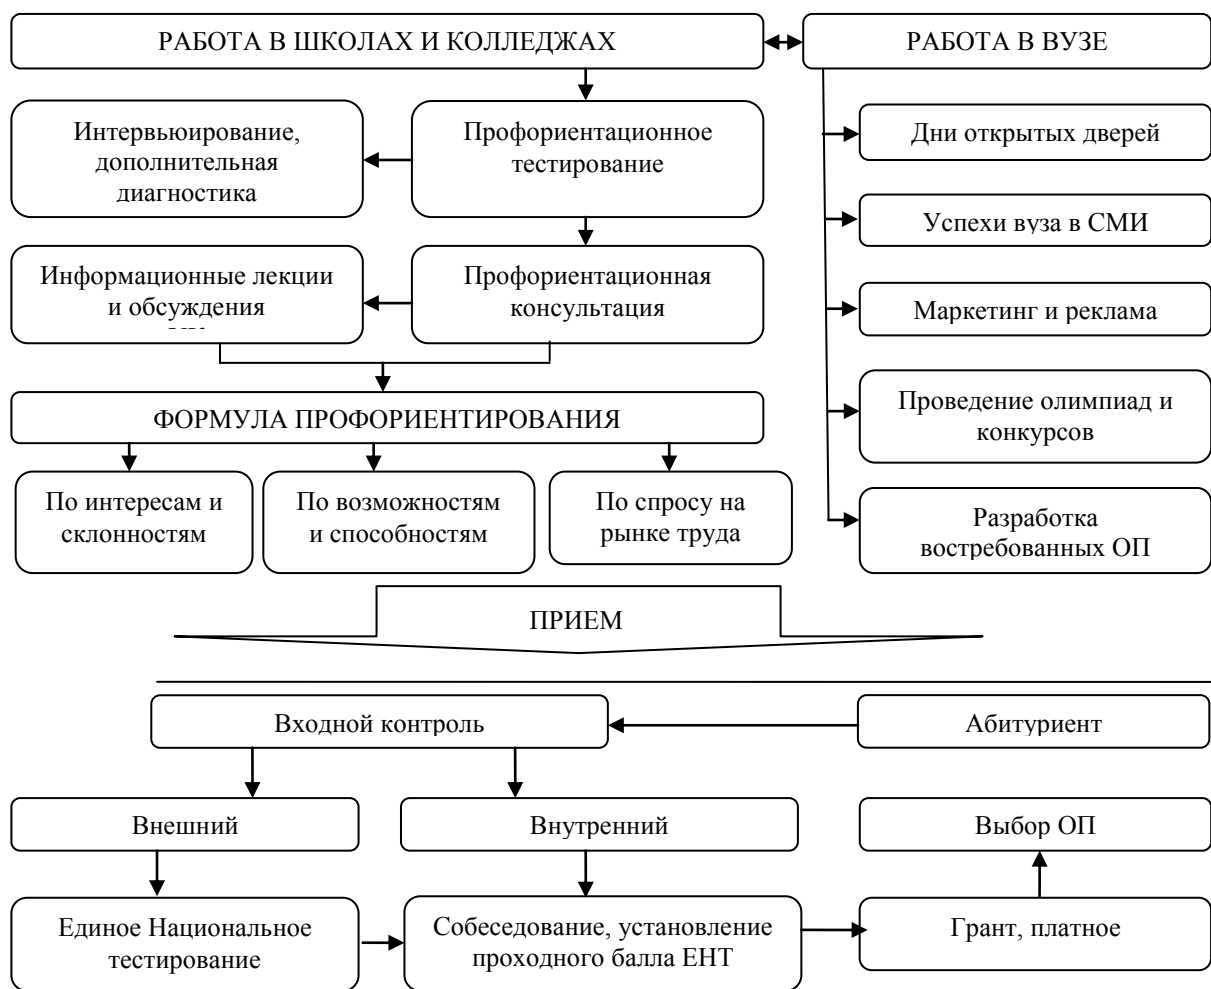 РАБОТА В ШКОЛАХ И КОЛЛЕДЖАХ
РАБОТА В ВУЗЕ
Интервьюирование,
дополнительная
диагностика
Профориентационное
тестирование
Дни открытых дверей
Успехи вуза в СМИ
Информационные лекции
и обсуждения
Профориентационная
консультация
Маркетинг и реклама
Проведение олимпиад и
конкурсов
ФОРМУЛА ПРОФОРИЕНТИРОВАНИЯ
По интересам и
склонностям
По возможностям
и способностям
По спросу на
рынке труда
Разработка
востребованных ОП
ПРИЕМ
Входной контроль
Абитуриент
Внешний
Внутренний
Выбор ОП
Единое Национальное
тестирование
Собеседование, установление
проходного балла ЕНТ
Грант, платное